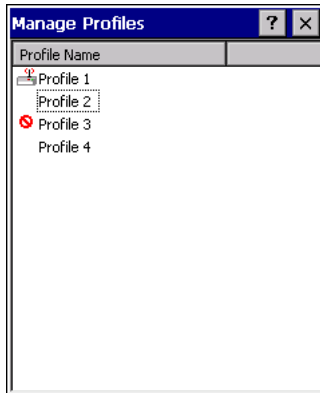 Manage Profiles ? ×
Profile Name
Profile 1
Profile 2
Profile 3
Profile 4